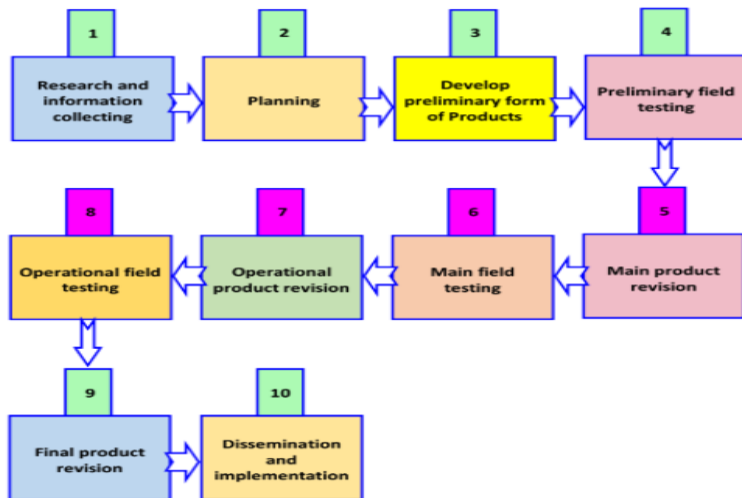 1
Research and
information
collecting
2
Planning
3
Develop
preliminary form
of Products
4
Preliminary field
testing
5
Main product
revision
6
Main field
testing
7
Operational
product revision
8
Operational field
testing
9
Final product
revision
10
Dissemination
and
implementation